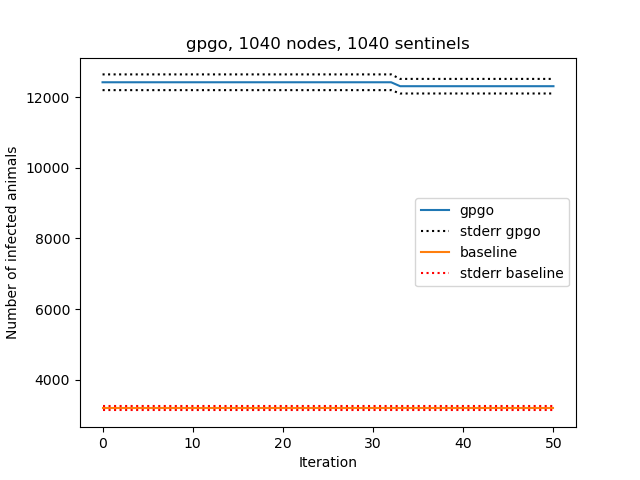 gpgo, 1040 nodes, 1040 sentinels
12000
10000
8000
6000
4000
Number of infected animals
gpgo
stderr gpgo
baseline
stderr baseline
0 10 20 30 40 50
Iteration